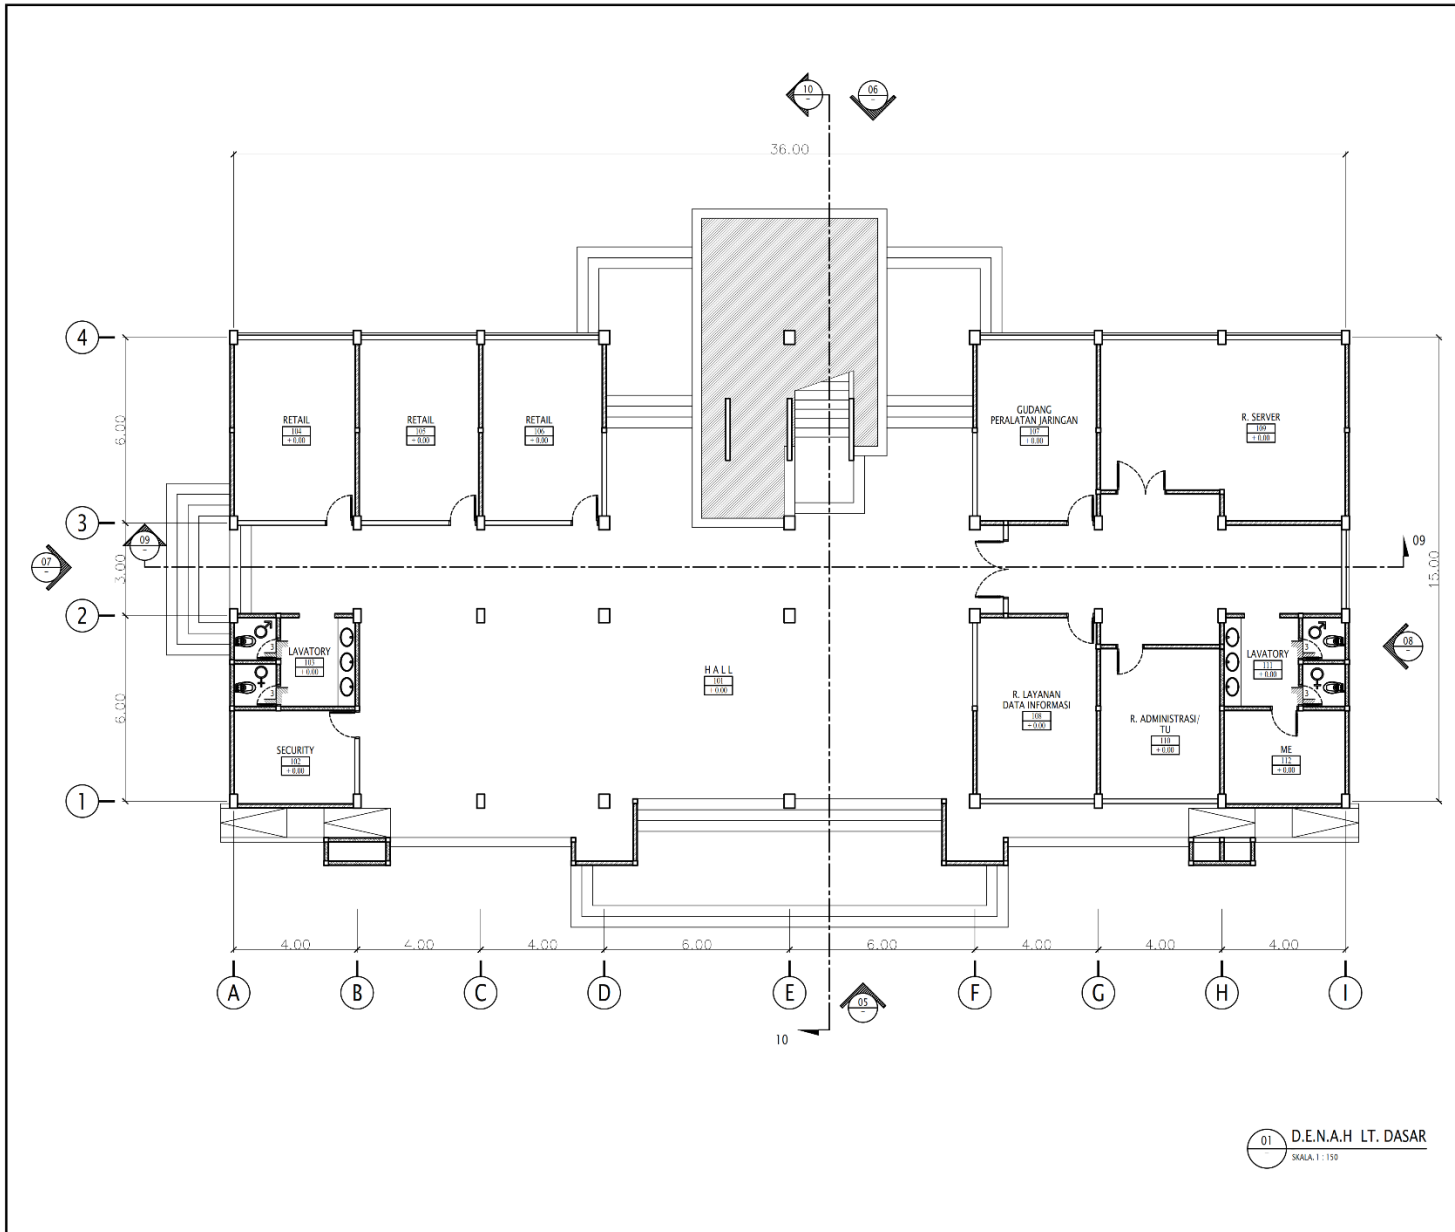 10
-
06
-
36.00
4
6.00
RETAIL
104
+ 0.00
RETAIL
105
+ 0.00
RETAIL
106
+ 0.00
GUDANG
PERALATAN JARINGAN
107
+ 0.00
R. SERVER
109
+ 0.00
3
09
-
07
-
3.00
09
15.00
2
LAVATORY
103
+ 0.00
3
3
HALL
101
+ 0.00
LAVATORY
111
+ 0.00
3
3
08
-
6.00
R. LAYANAN
DATA INFORMASI
108
+ 0.00
R. ADMINISTRASI/
TU
110
+ 0.00
SECURITY
102
+ 0.00
ME
112
+ 0.00
1
4.00
4.00
4.00
6.00
6.00
4.00
4.00
4.00
A
B
C
D
E
F
G
H
I
05
-
10
01
-
D.E.N.A.H LT. DASAR
SKALA. 1 : 150